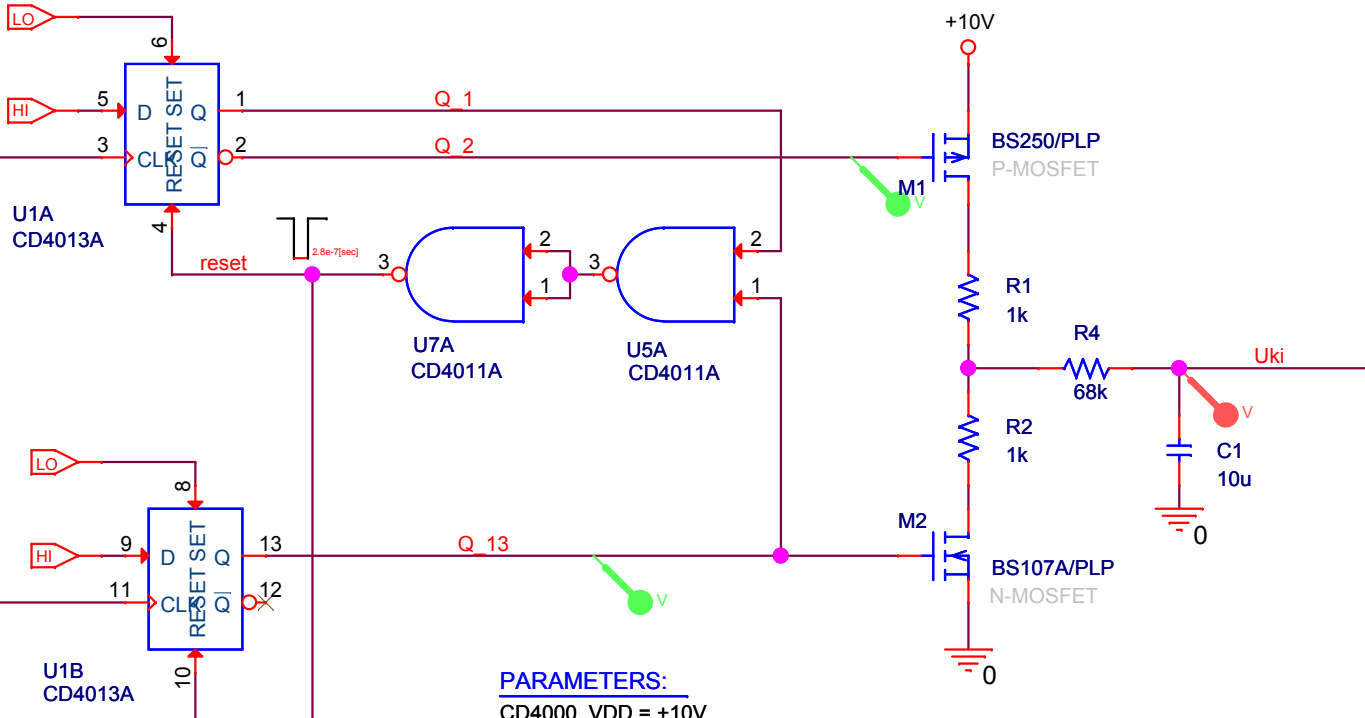 LO
+10V
6
HI
5
D
SET
Q
1
Q_1
3
CLK
RESET
Q
2
Q_2
BS250/PLP
P-MOSFET
M1
V
U1A
CD4013A
4
2.8e-7[sec]
reset
3
2
1
3
2
1
U7A
CD4011A
U5A
CD4011A
R1
1k
R4
68k
Uki
V
R2
1k
C1
10u
0
LO
8
HI
9
D
SET
Q
13
Q_13
M2
11
CLK
RESET
Q
12
V
BS107A/PLP
N-MOSFET
U1B
CD4013A
10
0
PARAMETERS:
CD4000_VDD = +10V